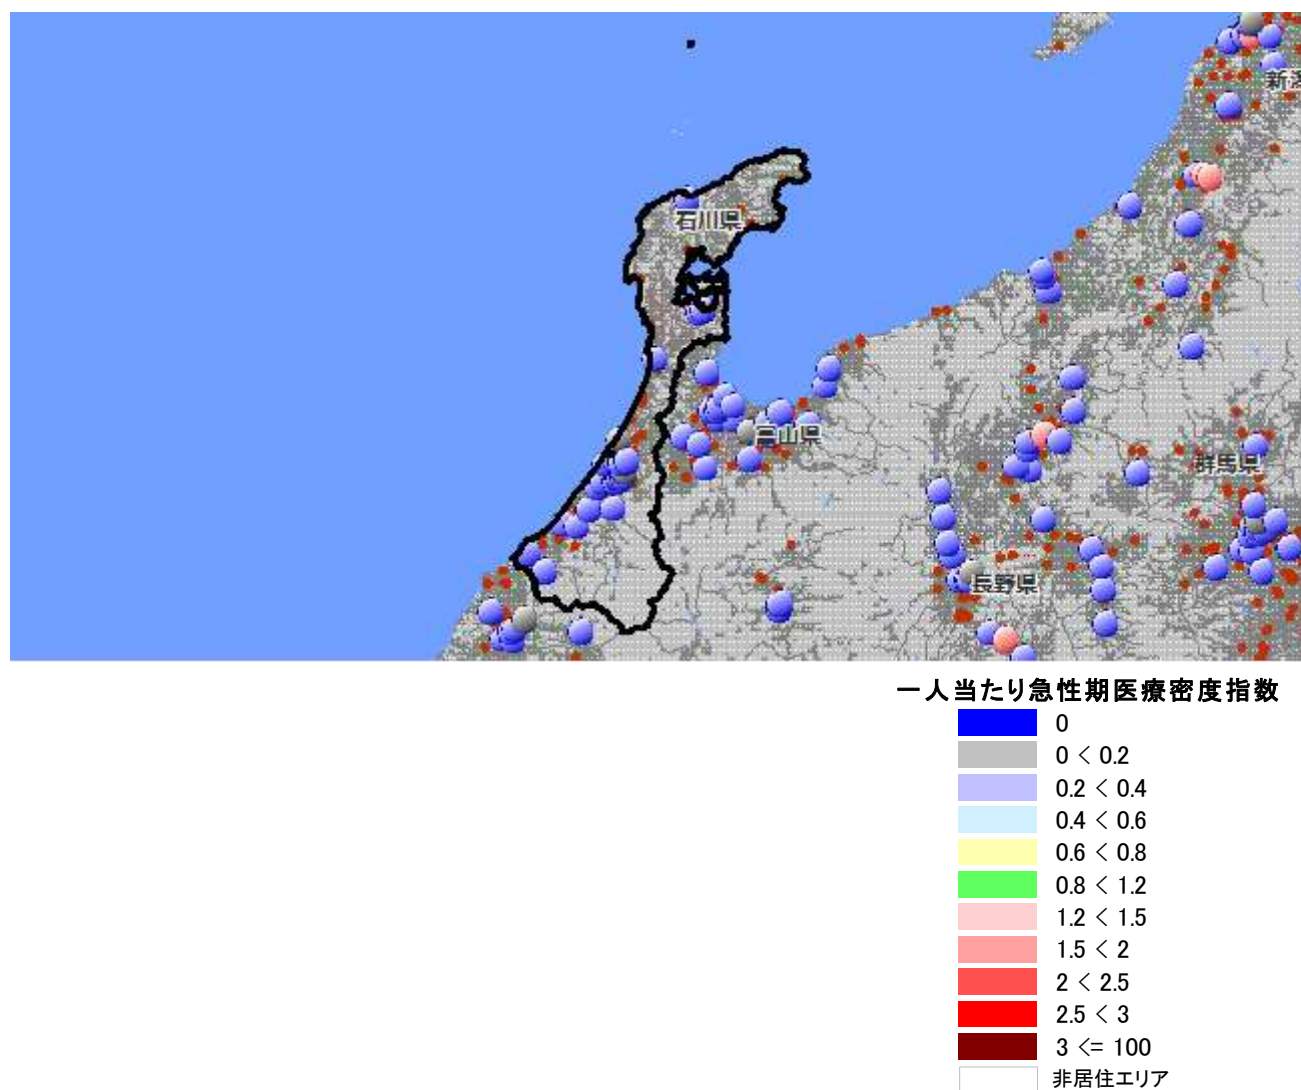 新潟
石川県
富山県
群馬県
長野県
一人当たり急性期医療密度指数
0
0 < 0.2
0.2 < 0.4
0.4 < 0.6
0.6 < 0.8
0.8 < 1.2
1.2 < 1.5
1.5 < 2
2 < 2.5
2.5 < 3
3 <= 100
非居住エリア